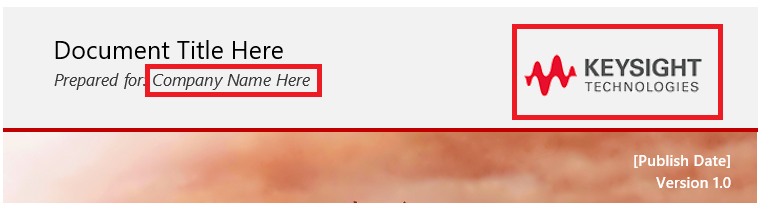 Document Title Here
Prepared for: Company Name Here
KEYSIGHT
TECHNOLOGIES
[Publish Date]
Version 1.0